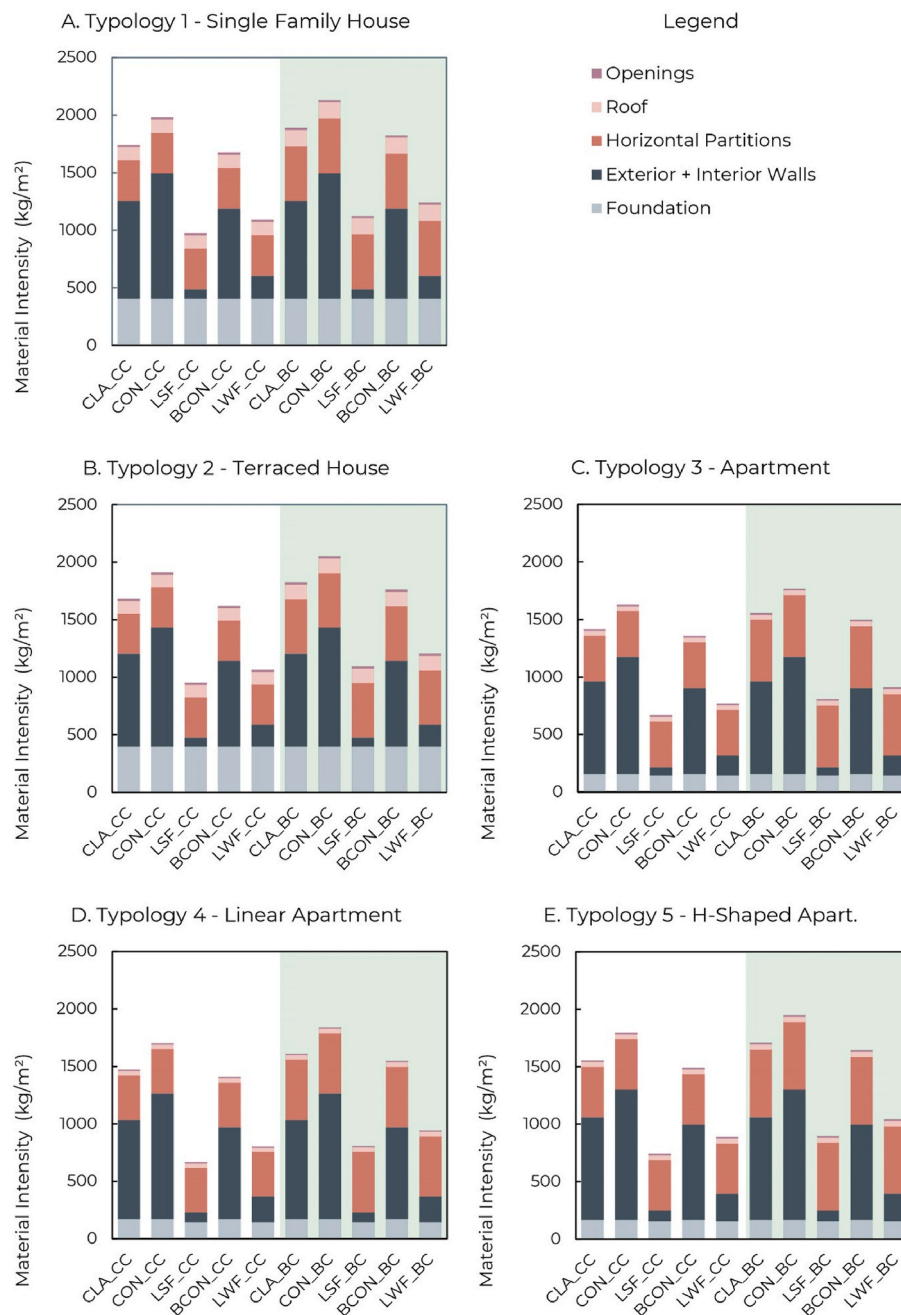 A. Typology 1 - Single Family House
Legend
Openings
Roof
Horizontal Partitions
Exterior + Interior Walls
Foundation
Material Intensity (kg/m²)
2500
2000
1500
1000
500
0
CLA_CC
CON_CC
LSF_CC
BCON_CC
LWF_CC
CLA_BC
CON_BC
LSF_BC
BCON_BC
LWF_BC
B. Typology 2 - Terraced House
Material Intensity (kg/m²)
2500
2000
1500
1000
500
0
CLA_CC
CON_CC
LSF_CC
BCON_CC
LWF_CC
CLA_BC
CON_BC
LSF_BC
BCON_BC
LWF_BC
C. Typology 3 - Apartment
Material Intensity (kg/m²)
2500
2000
1500
1000
500
0
CLA_CC
CON_CC
LSF_CC
BCON_CC
LWF_CC
CLA_BC
CON_BC
LSF_BC
BCON_BC
LWF_BC
D. Typology 4 - Linear Apartment
Material Intensity (kg/m²)
2500
2000
1500
1000
500
0
CLA_CC
CON_CC
LSF_CC
BCON_CC
LWF_CC
CLA_BC
CON_BC
LSF_BC
BCON_BC
LWF_BC
E. Typology 5 - H-Shaped Apart.
Material Intensity (kg/m²)
2500
2000
1500
1000
500
0
CLA_CC
CON_CC
LSF_CC
BCON_CC
LWF_CC
CLA_BC
CON_BC
LSF_BC
BCON_BC
LWF_BC